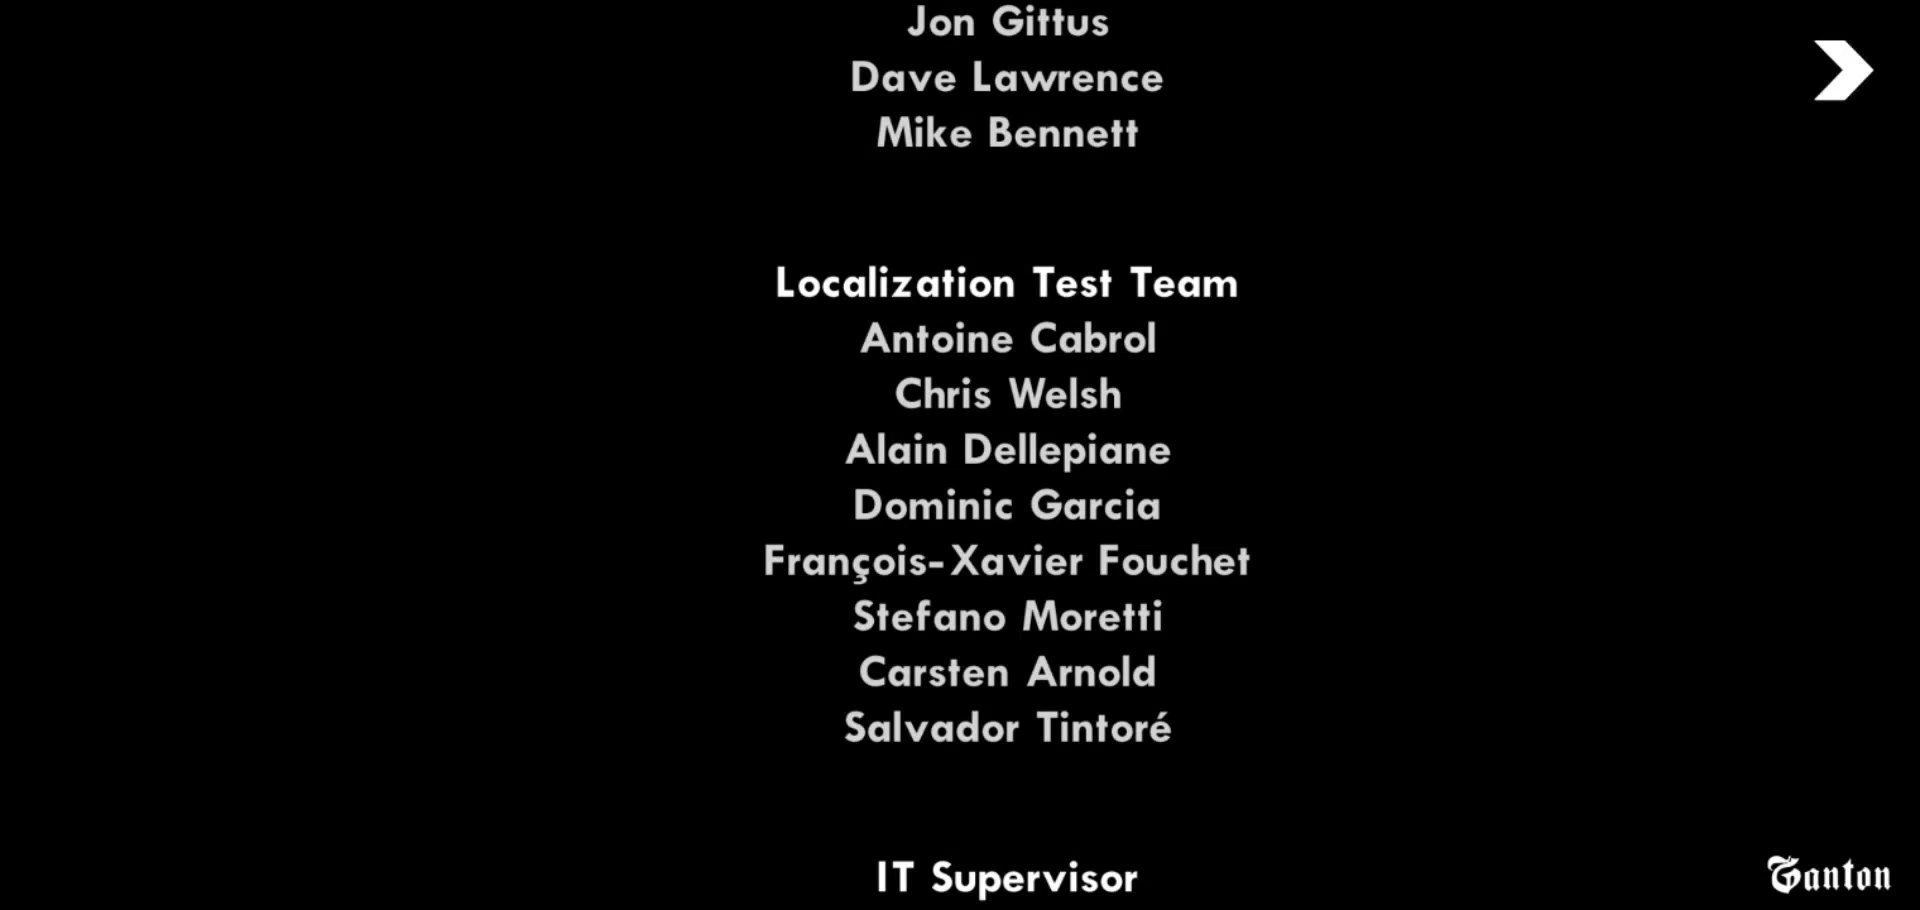 Jon Gittus
Dave Lawrence
Mike Bennett
Localization Test Team
Antoine Cabrol
Chris Welsh
Alain Dellepiane
Dominic Garcia
François-Xavier Fouchet
Stefano Moretti
Carsten Arnold
Salvador Tintoré
IT Supervisor
Ganton